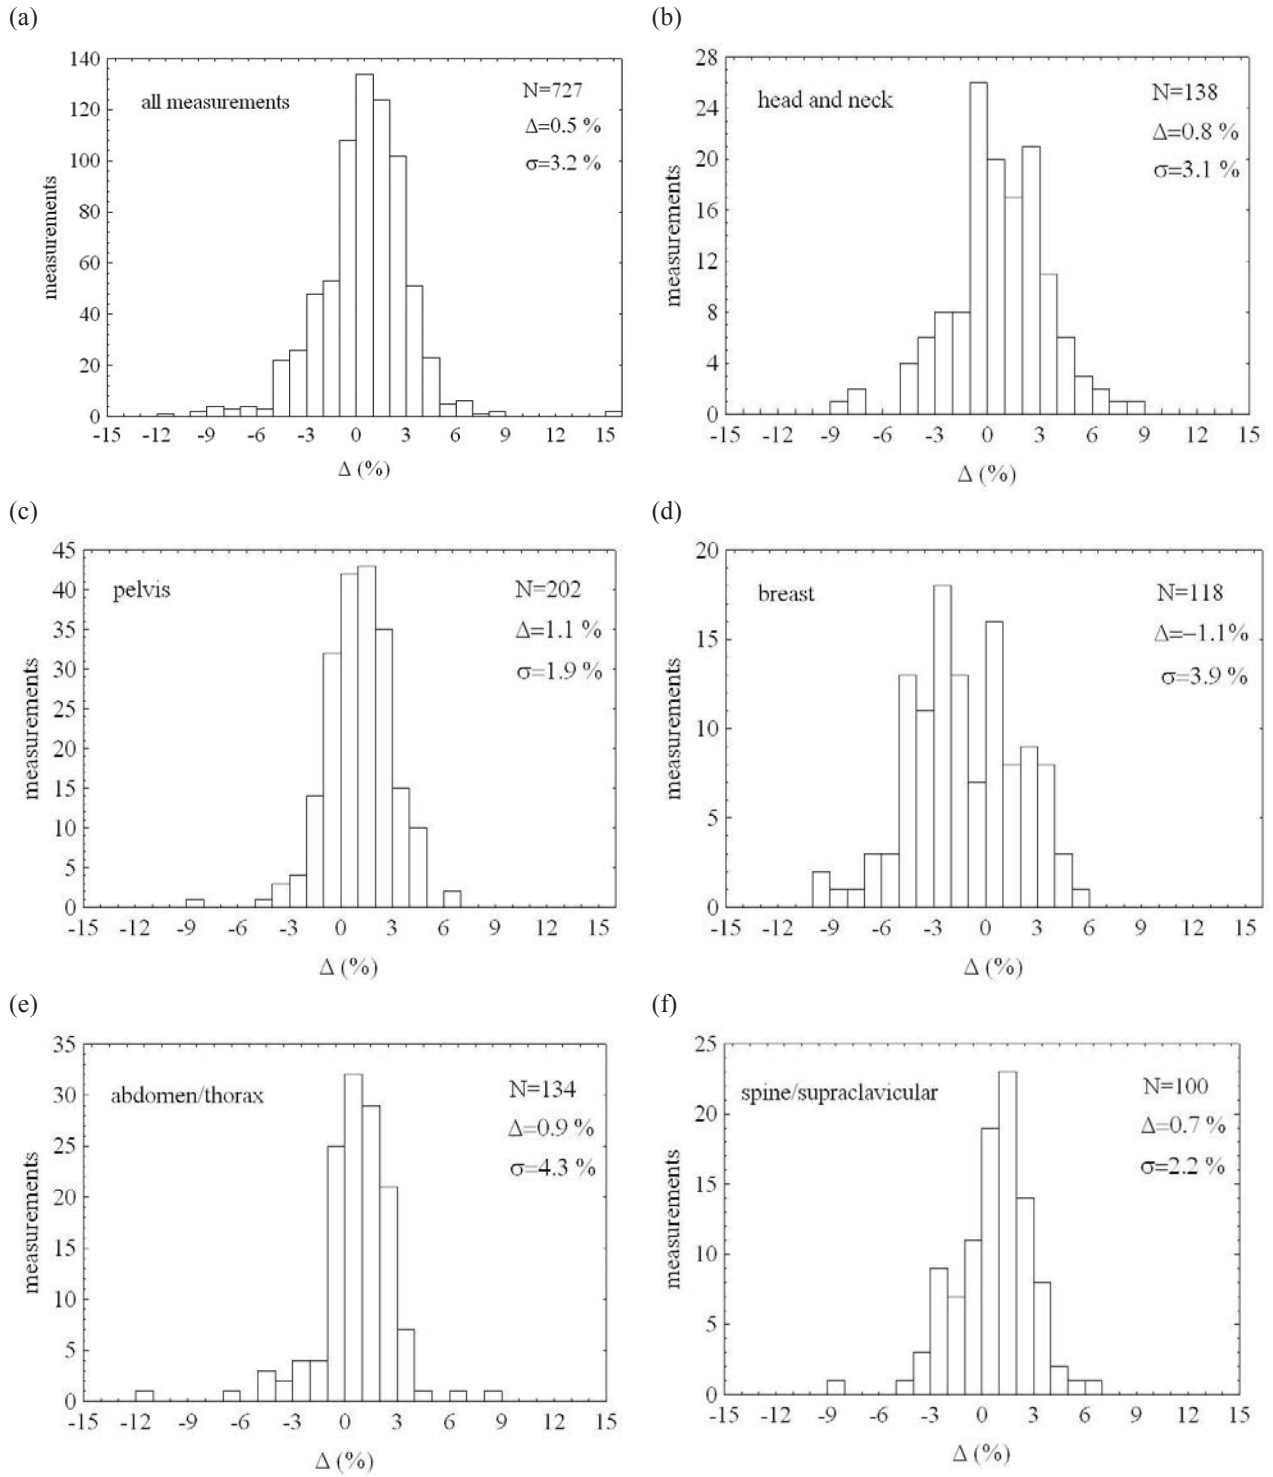 (a)
140
120
100
80
60
40
20
0
measurements
all measurements
N=727
Δ=0.5 %
σ=3.2 %
-15 -12 -9 -6 -3 0 3 6 9 12 15
Δ (%)
(b)
28
24
20
16
12
8
4
0
measurements
head and neck
N=138
Δ=0.8 %
σ=3.1 %
-15 -12 -9 -6 -3 0 3 6 9 12 15
Δ (%)
(c)
45
40
35
30
25
20
15
10
5
0
measurements
pelvis
N=202
Δ=1.1 %
σ=1.9 %
-15 -12 -9 -6 -3 0 3 6 9 12 15
Δ (%)
(d)
20
15
10
5
0
measurements
breast
N=118
Δ=−1.1%
σ=3.9 %
-15 -12 -9 -6 -3 0 3 6 9 12 15
Δ (%)
(e)
35
30
25
20
15
10
5
0
measurements
abdomen/thorax
N=134
Δ=0.9 %
σ=4.3 %
-15 -12 -9 -6 -3 0 3 6 9 12 15
Δ (%)
(f)
25
20
15
10
5
0
measurements
spine/supraclavicular
N=100
Δ=0.7 %
σ=2.2 %
-15 -12 -9 -6 -3 0 3 6 9 12 15
Δ (%)